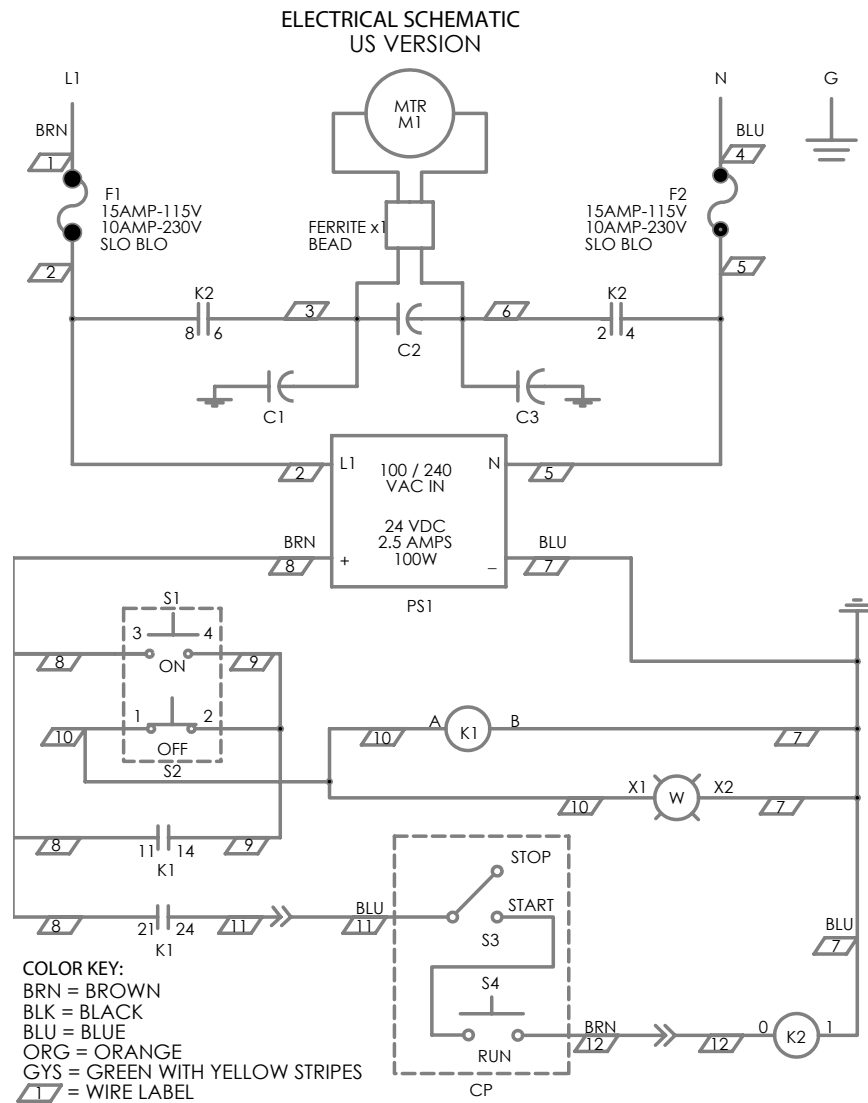 ELECTRICAL SCHEMATIC
US VERSION
L1
N
G
MTR
M1
BRN
BLU
1
4
F1
15AMP-115V
10AMP-230V
SLO BLO
FERRITE x1
BEAD
F2
15AMP-115V
10AMP-230V
SLO BLO
2
5
K2
3
6
K2
8 6
2 4
C2
C1
C3
2
L1
100 / 240
VAC IN
N
5
24 VDC
2.5 AMPS
100W
BRN
BLU
8
+
–
7
PS1
S1
3
4
8
ON
9
1
2
10
OFF
S2
10
A
K1
B
7
X1
W
X2
10
7
8
11 14
9
K1
STOP
START
8
21 24
11
BLU
11
K1
S3
BLU
7
S4
RUN
BRN
12
12
0
K2
1
CP
COLOR KEY:
BRN = BROWN
BLK = BLACK
BLU = BLUE
ORG = ORANGE
GYS = GREEN WITH YELLOW STRIPES
1 = WIRE LABEL